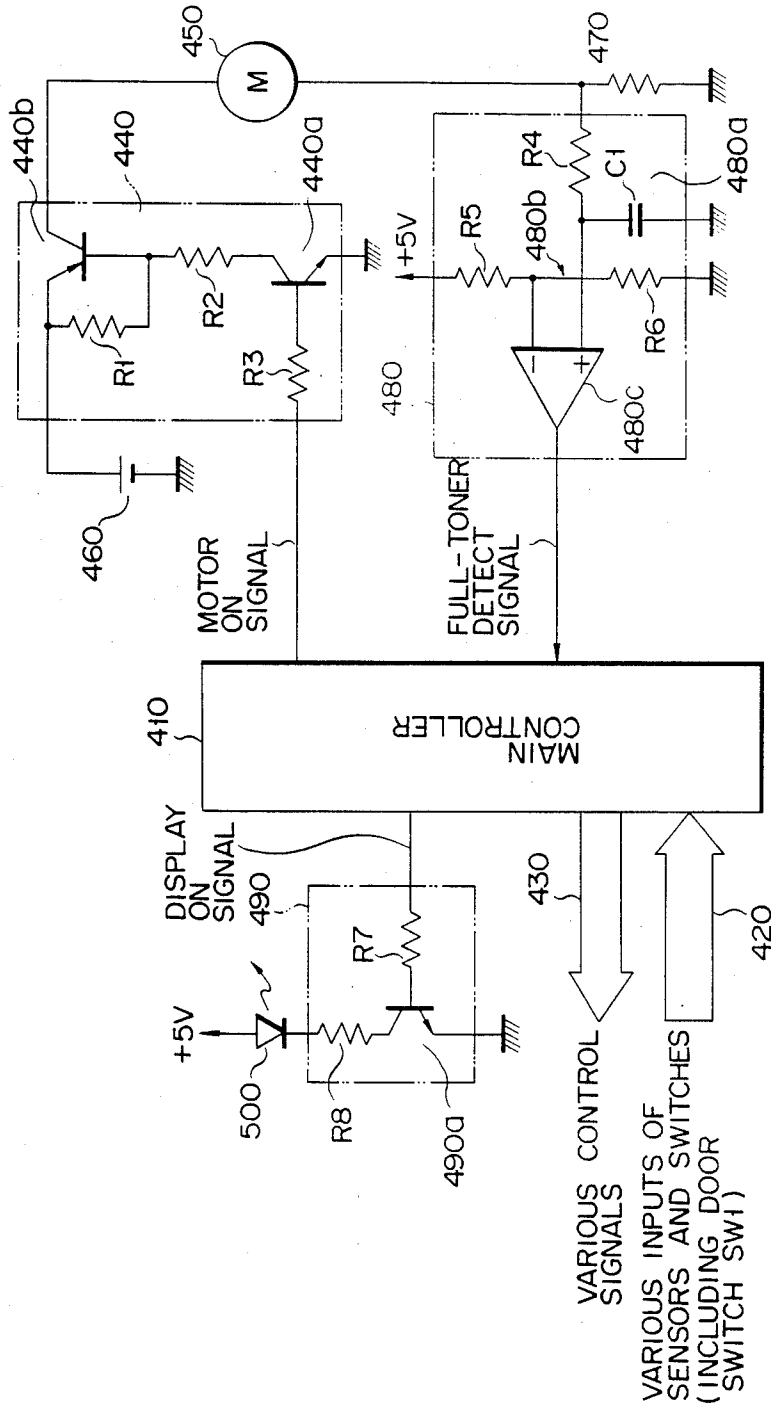 450
440b
440
440a
R1
R2
R3
460
M
470
R4
C1
480a
480b
R5
+5V
R6
480
480C
-
+
MOTOR
ON
SIGNAL
FULL-TONER
DETECT
SIGNAL
410
MAIN
CONTROLLER
DISPLAY
ON
SIGNAL
490
R7
+5V
500
R8
490a
430
420
VARIOUS CONTROL
SIGNALS
VARIOUS INPUTS OF
SENSORS AND SWITCHES
(INCLUDING DOOR
SWITCH SW1)